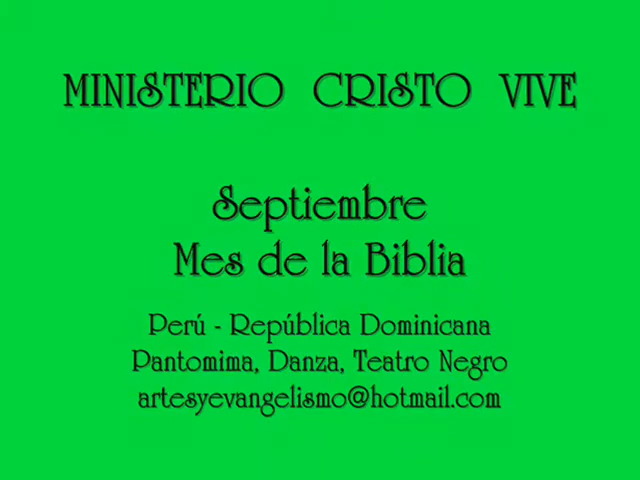 MINISTERIO CRISTO VIVE
Septiembre
Mes de la Biblia
Perú - República Dominicana
Pantomima, Danza, Teatro Negro
artesyevangelismo@hotmail.com